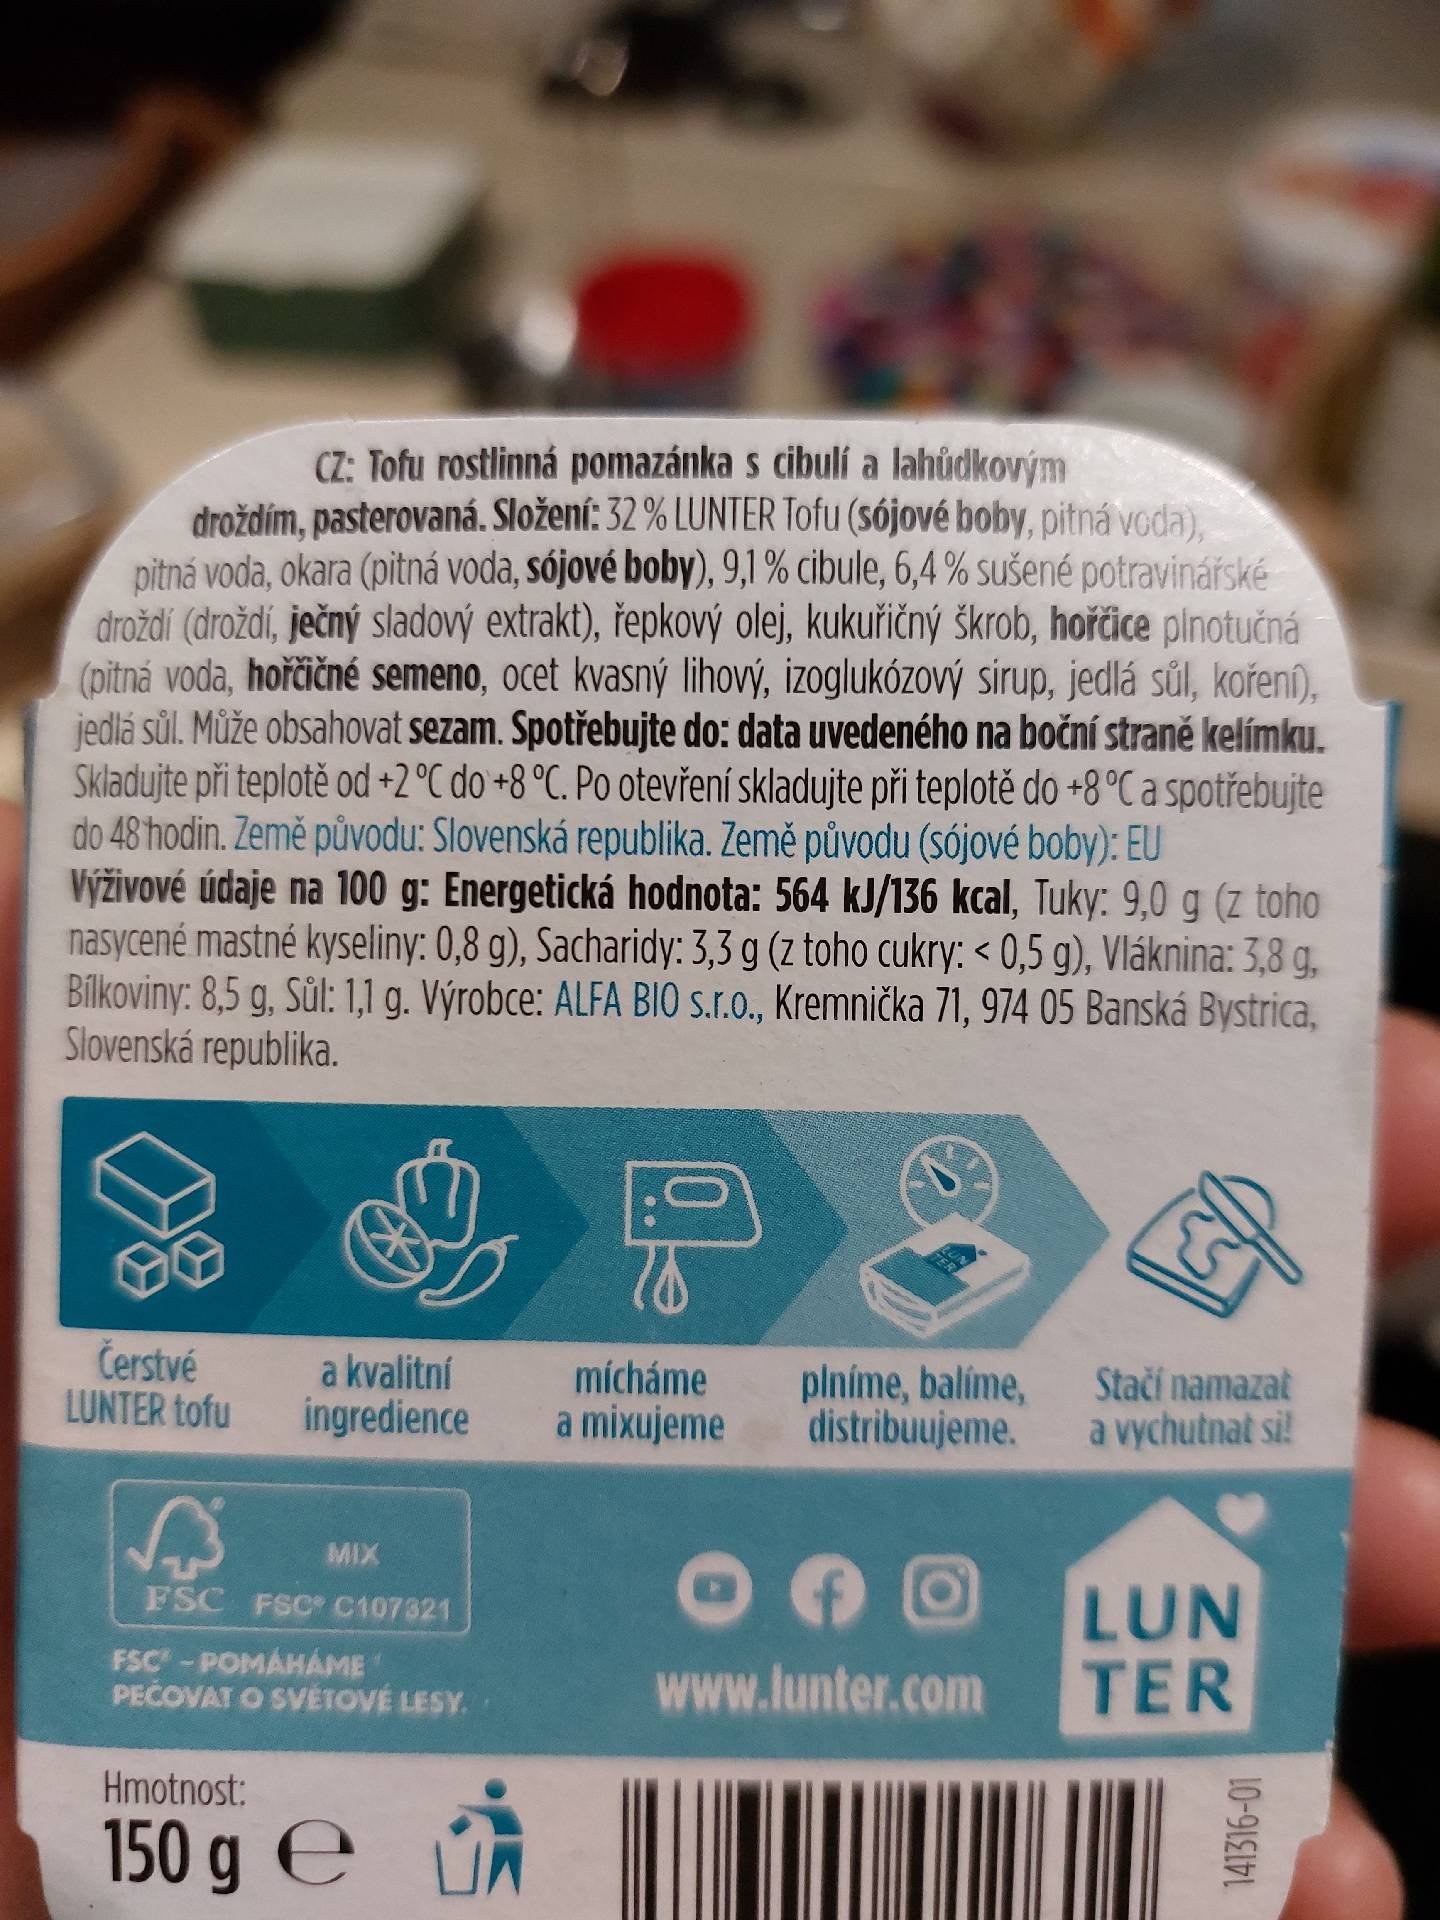 CZ: Tofu rostlinná pomazánka s cibulí a lahůdkovým
droždím, pasterovaná. Složení: 32 % LUNTER Tofu (sójové boby, pitná voda),
pitná voda, okara (pitná voda, sójové boby), 9,1 % cibule, 6,4 % sušené potravinářské
droždí (droždí, ječný sladový extrakt), řepkový olej, kukuřičný škrob, hořčice plnotučná
(pitná voda, hořčičné semeno, ocet kvasný lihový, izoglukózový sirup, jedlá sůl, koření),
jedlá sůl. Může obsahovat sezam. Spotřebujte do: data uvedeného na boční straně kelímku.
Skladujte při teplotě od +2 °C do +8 °C. Po otevření skladujte při teplotě do +8 °C a spotřebujte
do 48 hodin. Země původu: Slovenská republika. Země původu (sójové boby): EU
Výživové údaje na 100 g: Energetická hodnota: 564 kJ/136 kcal, Tuky: 9,0 g (z toho
nasycené mastné kyseliny: 0,8 g), Sacharidy: 3,3 g (z toho cukry: < 0,5 g), Vláknina: 3,8 g,
Bílkoviny: 8,5 g, Sůl: 1,1 g. Výrobce: ALFA BIO s.r.o., Kremnička 71, 974 05 Banská Bystrica,
Slovenská republika.
LUN
TER
Čerstvé
LUNTER tofu
a kvalitní
ingredience
mícháme
a mixujeme
plníme, balíme,
distribuujeme.
Stačí namazat
a vychutnat si!
MIX
FSC
FSC® C107321
FSC® - POMÁHÁME
PEČOVAT O SVĚTOVÉ LESY.
www.lunter.com
LUN
TER
Hmotnost:
150 g e
141316-01